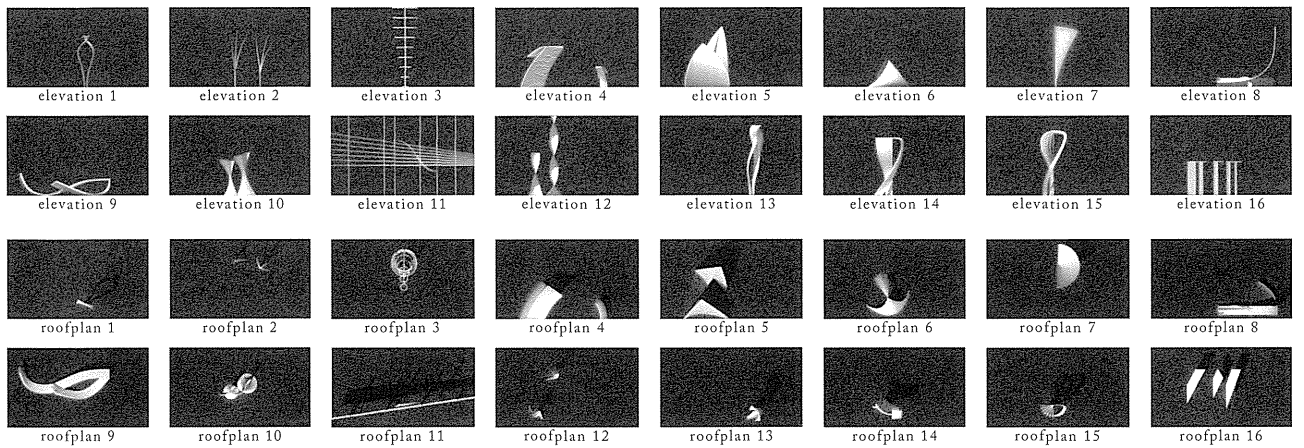 elevation 1 elevation 2 elevation 3 elevation 4 elevation 5 elevation 6 elevation 7 elevation 8
elevation 9 elevation 10 elevation 11 elevation 12 elevation 13 elevation 14 elevation 15 elevation 16
roofplan 1 roofplan 2 roofplan 3 roofplan 4 roofplan 5 roofplan 6 roofplan 7 roofplan 8
roofplan 9 roofplan 10 roofplan 11 roofplan 12 roofplan 13 roofplan 14 roofplan 15 roofplan 16